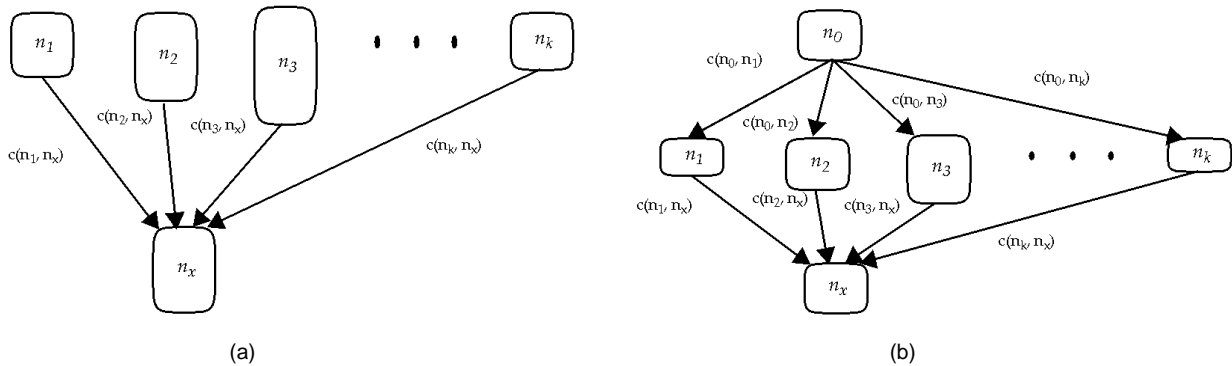 n1
n2
n3
nk
c(n1, nx)
c(n2, nx)
c(n3, nx)
c(nk, nx)
nx
(a)
n0
c(n0, n1)
c(n0, n2)
c(n0, n3)
c(n0, nk)
n1
n2
n3
nk
c(n1, nx)
c(n2, nx)
c(n3, nx)
c(nk, nx)
nx
(b)